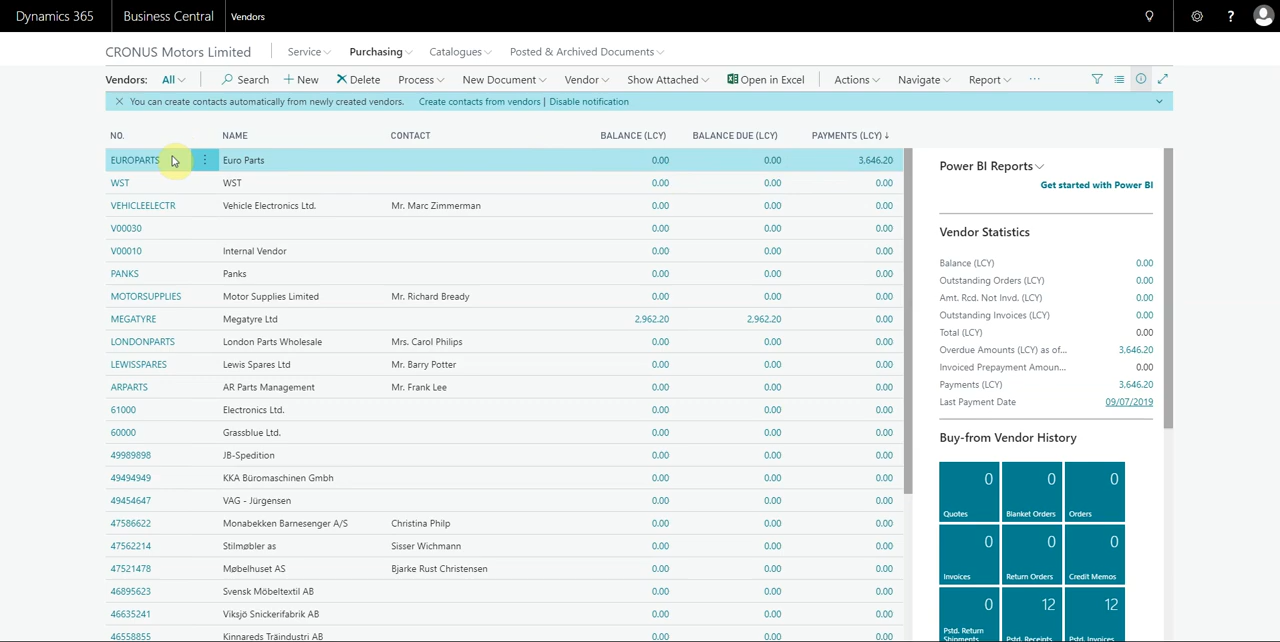 Dynamics 365 Business Central Vendors ?
CRONUS Motors Limited Service Purchasing Catalogues Posted & Archived Documents
Vendors: All Search + New Delete Process New Document Vendor Show Attached Open in Excel Actions Navigate Report ...
You can create contacts automatically from newly created vendors. Create contacts from vendors | Disable notification
NO. NAME CONTACT BALANCE (LCY) BALANCE DUE (LCY) PAYMENTS (LCY) ↓
EUROPARTS Euro Parts 0.00 0.00 3,646.20
WST WST 0.00 0.00 0.00
VEHICLEELECTR Vehicle Electronics Ltd. Mr. Marc Zimmerman 0.00 0.00 0.00
V00030 0.00 0.00 0.00
V00010 Internal Vendor 0.00 0.00 0.00
PANKS Panks 0.00 0.00 0.00
MOTORSUPPLIES Motor Supplies Limited Mr. Richard Bready 0.00 0.00 0.00
MEGATYRE Megatyre Ltd 2,962.20 2,962.20 0.00
LONDONPARTS London Parts Wholesale Mrs. Carol Philips 0.00 0.00 0.00
LEWISSPARES Lewis Spares Ltd Mr. Barry Potter 0.00 0.00 0.00
ARPARTS AR Parts Management Mr. Frank Lee 0.00 0.00 0.00
61000 Electronics Ltd. 0.00 0.00 0.00
60000 Grassblue Ltd. 0.00 0.00 0.00
49989898 JB-Spedition 0.00 0.00 0.00
49494949 KKA Büromaschinen Gmbh 0.00 0.00 0.00
49454647 VAG - Jürgensen 0.00 0.00 0.00
47586622 Monabekken Barnesenger A/S Christina Philp 0.00 0.00 0.00
47562214 Stilmøbler as Sisser Wichmann 0.00 0.00 0.00
47521478 Møbelhuset AS Bjarke Rust Christensen 0.00 0.00 0.00
46895623 Svensk Möbeltextil AB 0.00 0.00 0.00
46635241 Viksjö Snickerifabrik AB 0.00 0.00 0.00
46558855 Kinnareds Träindustri AB 0.00 0.00 0.00
Power BI Reports
Get started with Power BI
Vendor Statistics
Balance (LCY) 0.00
Outstanding Orders (LCY) 0.00
Amt. Rcd. Not Invd. (LCY) 0.00
Outstanding Invoices (LCY) 0.00
Total (LCY) 0.00
Overdue Amounts (LCY) as of... 3,646.20
Invoiced Prepayment Amoun... 0.00
Payments (LCY) 3,646.20
Last Payment Date 09/07/2019
Buy-from Vendor History
0 0 0
Quotes Blanket Orders Orders
0 0 0
Invoices Return Orders Credit Memos
0 12 12
Pstd. Return Shipments Pstd. Receipts Pstd. Invoices